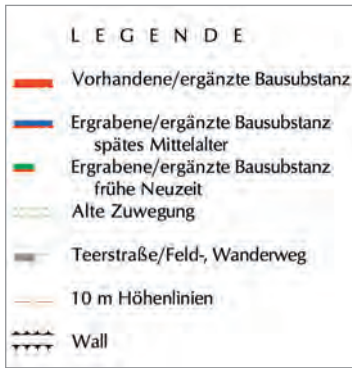 LEGENDE
Vorhandene/ergänzte Bausubstanz
Ergrabene/ergänzte Bausubstanz
spätes Mittelalter
Ergrabene/ergänzte Bausubstanz
frühe Neuzeit
Alte Zuwegung
Teerstraße/Feld-, Wanderweg
10 m Höhenlinien
Wall